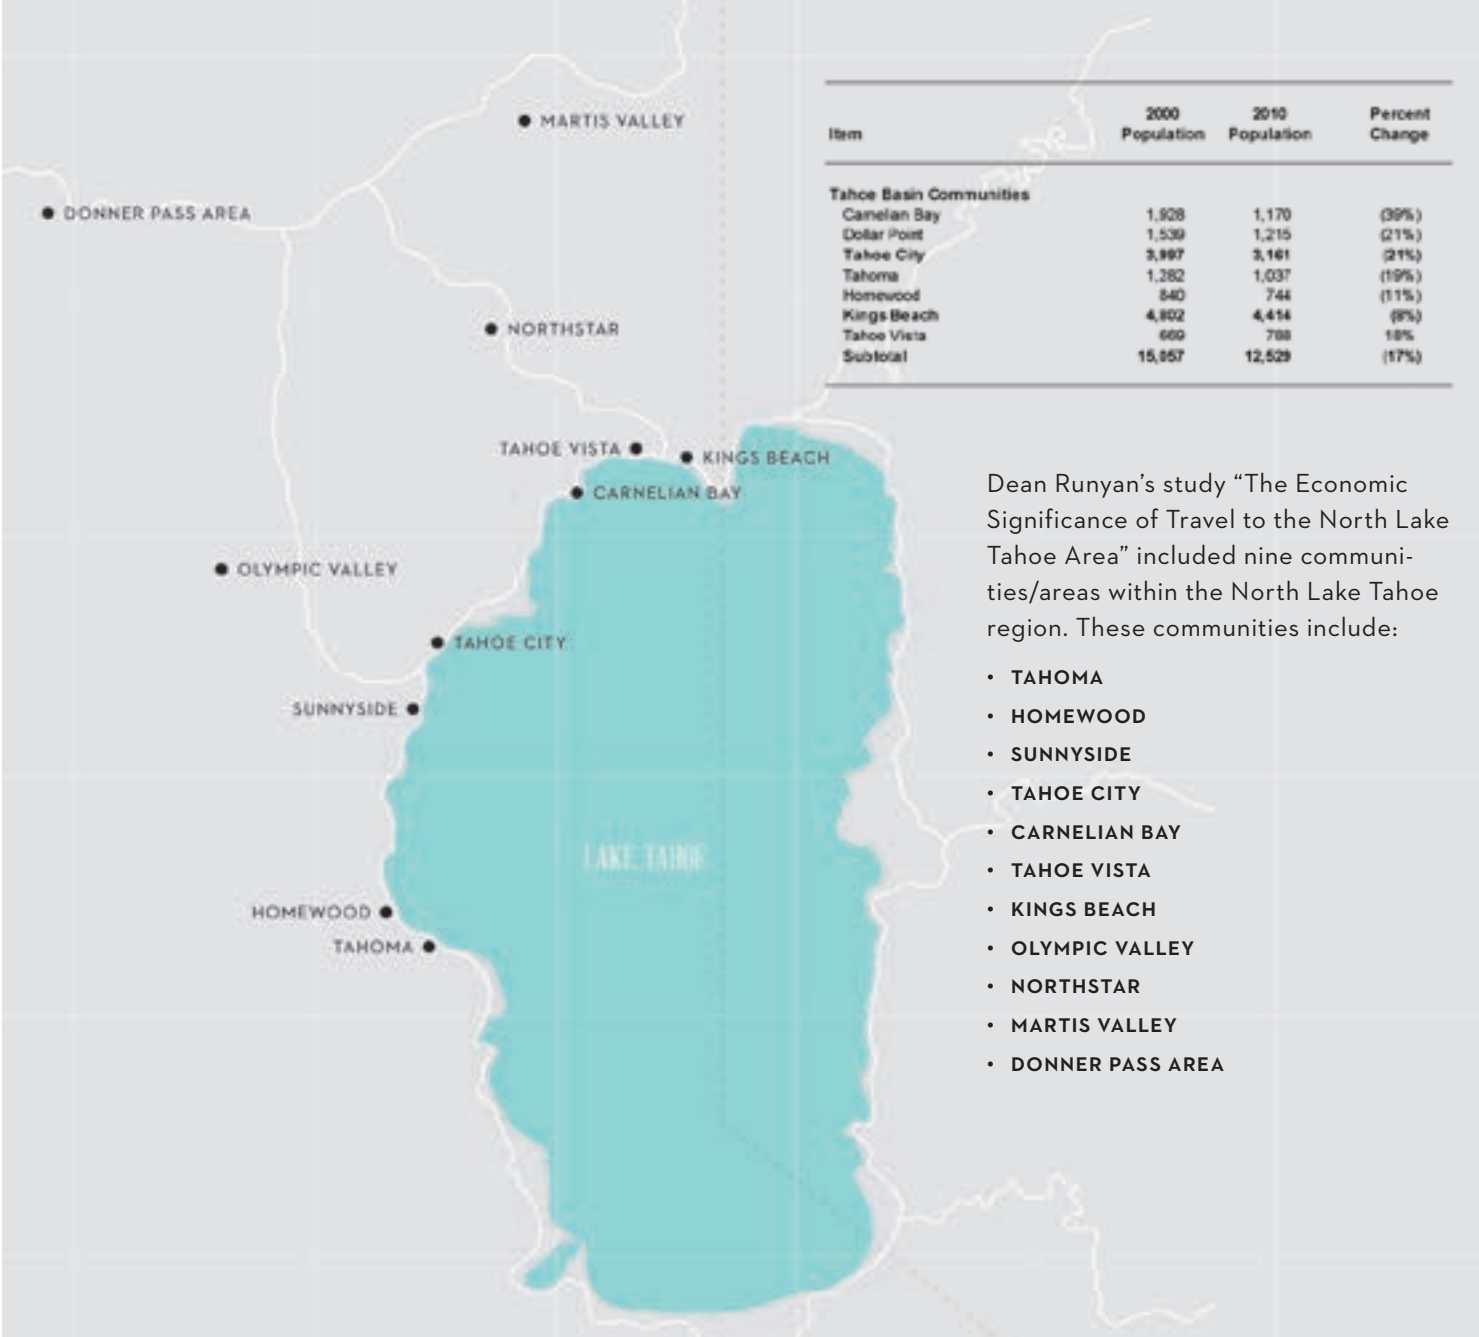 MARTIS VALLEY
DONNER PASS AREA
NORTHSTAR
TAHOE VISTA
KINGS BEACH
CARNELIAN BAY
OLYMPIC VALLEY
TAHOE CITY
SUNNYSIDE
LAKE TAHOE
HOMEWOOD
TAHOMA
Item 2000 Population 2010 Population Percent Change
Tahoe Basin Communities
Carnelian Bay 1,928 1,170 (39%)
Dollar Point 1,539 1,215 (21%)
Tahoe City 3,997 3,161 (21%)
Tahoma 1,282 1,037 (19%)
Homewood 840 744 (11%)
Kings Beach 4,802 4,414 (8%)
Tahoe Vista 669 788 18%
Subtotal 15,057 12,529 (17%)
Dean Runyan’s study “The Economic
Significance of Travel to the North Lake
Tahoe Area” included nine communi-
ties/areas within the North Lake Tahoe
region. These communities include:
• TAHOMA
• HOMEWOOD
• SUNNYSIDE
• TAHOE CITY
• CARNELIAN BAY
• TAHOE VISTA
• KINGS BEACH
• OLYMPIC VALLEY
• NORTHSTAR
• MARTIS VALLEY
• DONNER PASS AREA